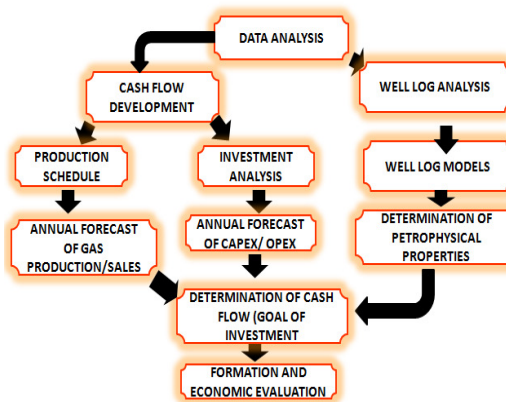 DATA ANALYSIS
CASH FLOW
DEVELOPMENT
WELL LOG ANALYSIS
PRODUCTION
SCHEDULE
INVESTMENT
ANALYSIS
WELL LOG MODELS
ANNUAL FORECAST
OF GAS
PRODUCTION/SALES
ANNUAL FORECAST
OF CAPEX/ OPEX
DETERMINATION OF
PETROPHYSICAL
PROPERTIES
DETERMINATION OF CASH
FLOW (GOAL OF
INVESTMENT
FORMATION AND
ECONOMIC EVALUATION